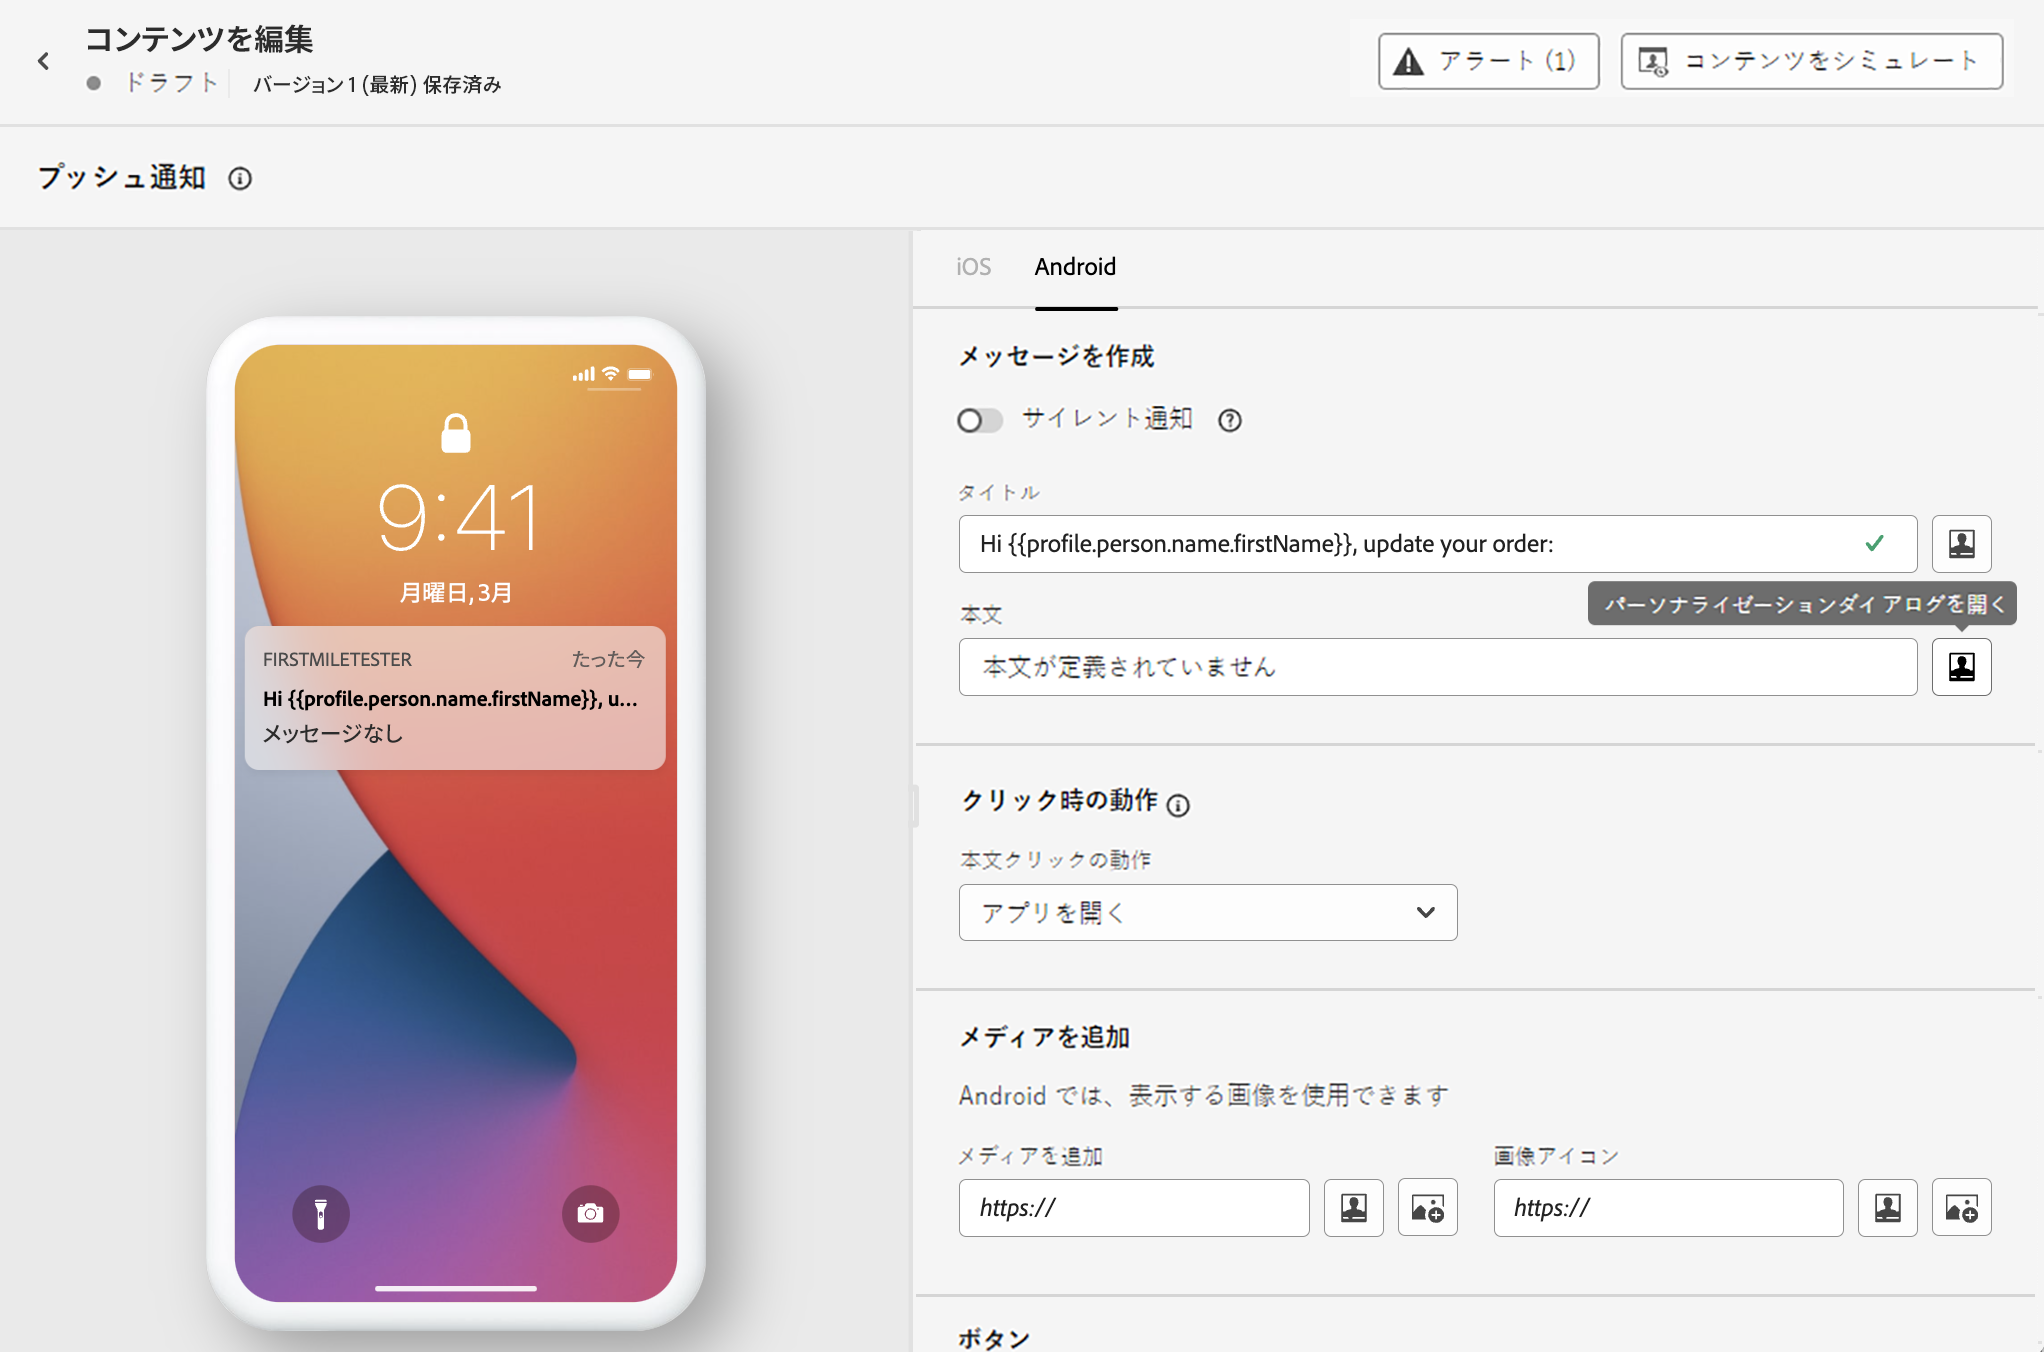 コンテンツを編集
ドラフト
バージョン 1 (最新) 保存済み
アラート (1)
コンテンツをシミュレート
プッシュ通知
9:41
月曜日, 3月
FIRSTMILETESTER たった今
Hi {{profile.person.name.firstName}}, u...
メッセージなし
iOS Android
メッセージを作成
サイレント通知
タイトル
Hi {{profile.person.name.firstName}}, update your order:
パーソナライゼーションダイアログを開く
本文
本文が定義されていません
クリック時の動作
本文クリックの動作
アプリを開く
メディアを追加
Android では、表示する画像を使用できます
メディアを追加 画像アイコン
https:// https://
ボタン